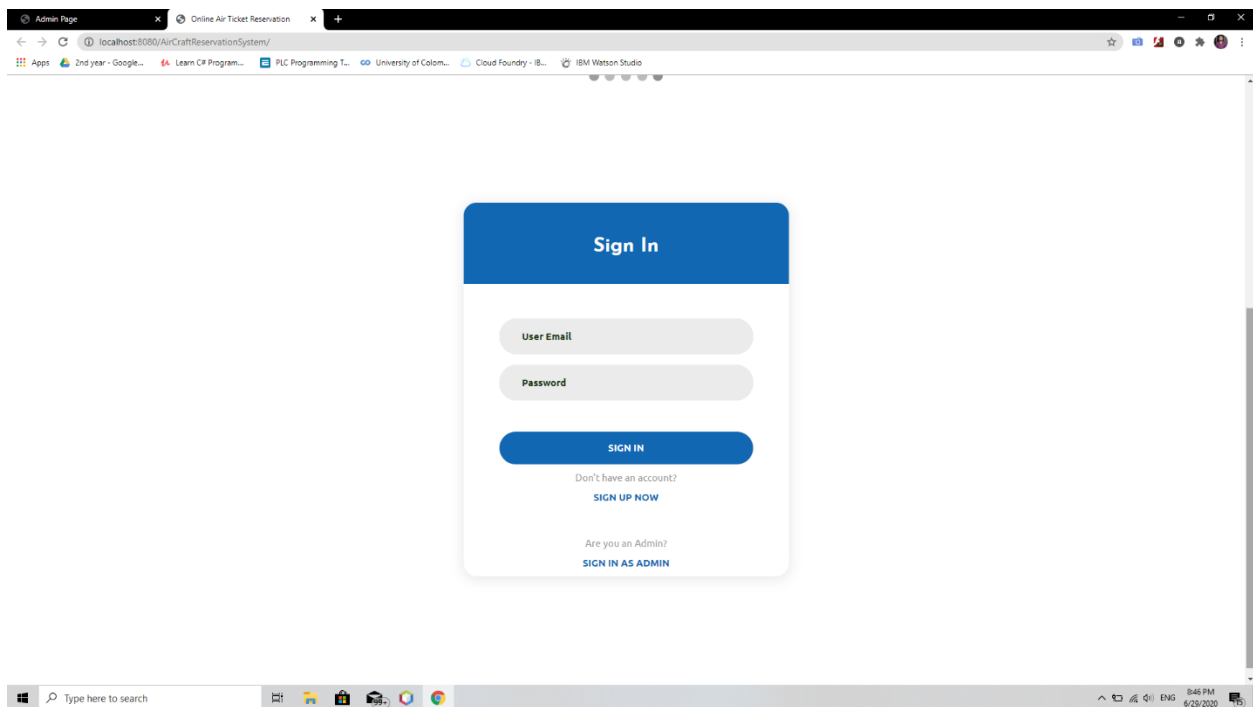 Admin Page Online Air Ticket Reservation
localhost:8080/AirCraftReservationSystem/
Apps 2nd year - Google... Learn C# Program... PLC Programming T... University of Colom... Cloud Foundry - IB... IBM Watson Studio
Sign In
User Email
Password
SIGN IN
Don't have an account?
SIGN UP NOW
Are you an Admin?
SIGN IN AS ADMIN
Type here to search 99+ ENG 8:46 PM
6/29/2020 15